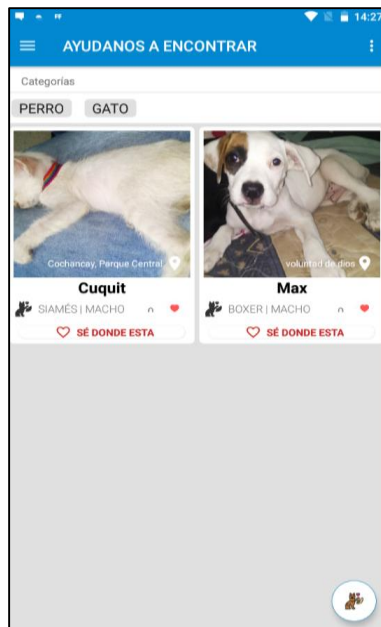 14:27
AYUDANOS A ENCONTRAR
Categorías
PERRO GATO
Cochancay, Parque Central
voluntad de dios
Cuquit
Max
SIAMÉS | MACHO
BOXER | MACHO
SÉ DONDE ESTA
SÉ DONDE ESTA